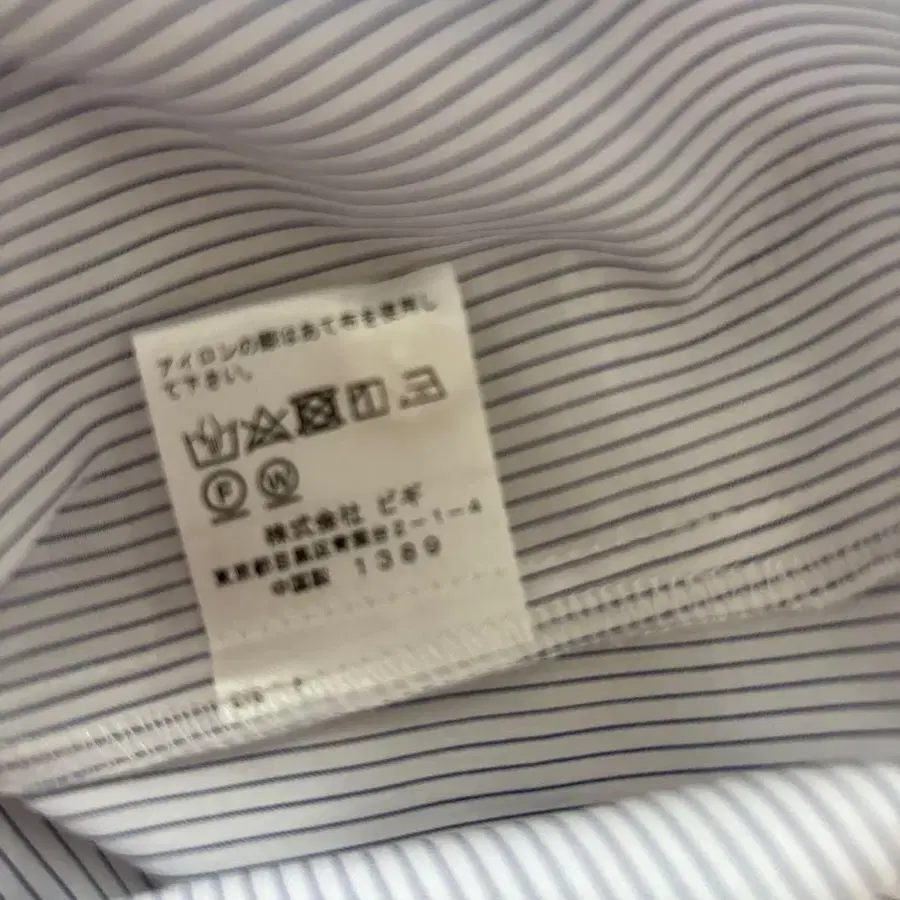 アイロンの際はあて布を使用し
て下さい。
F W
株式会社 ビギ
東京都目黒区青葉台2-1-4
中国製 1389